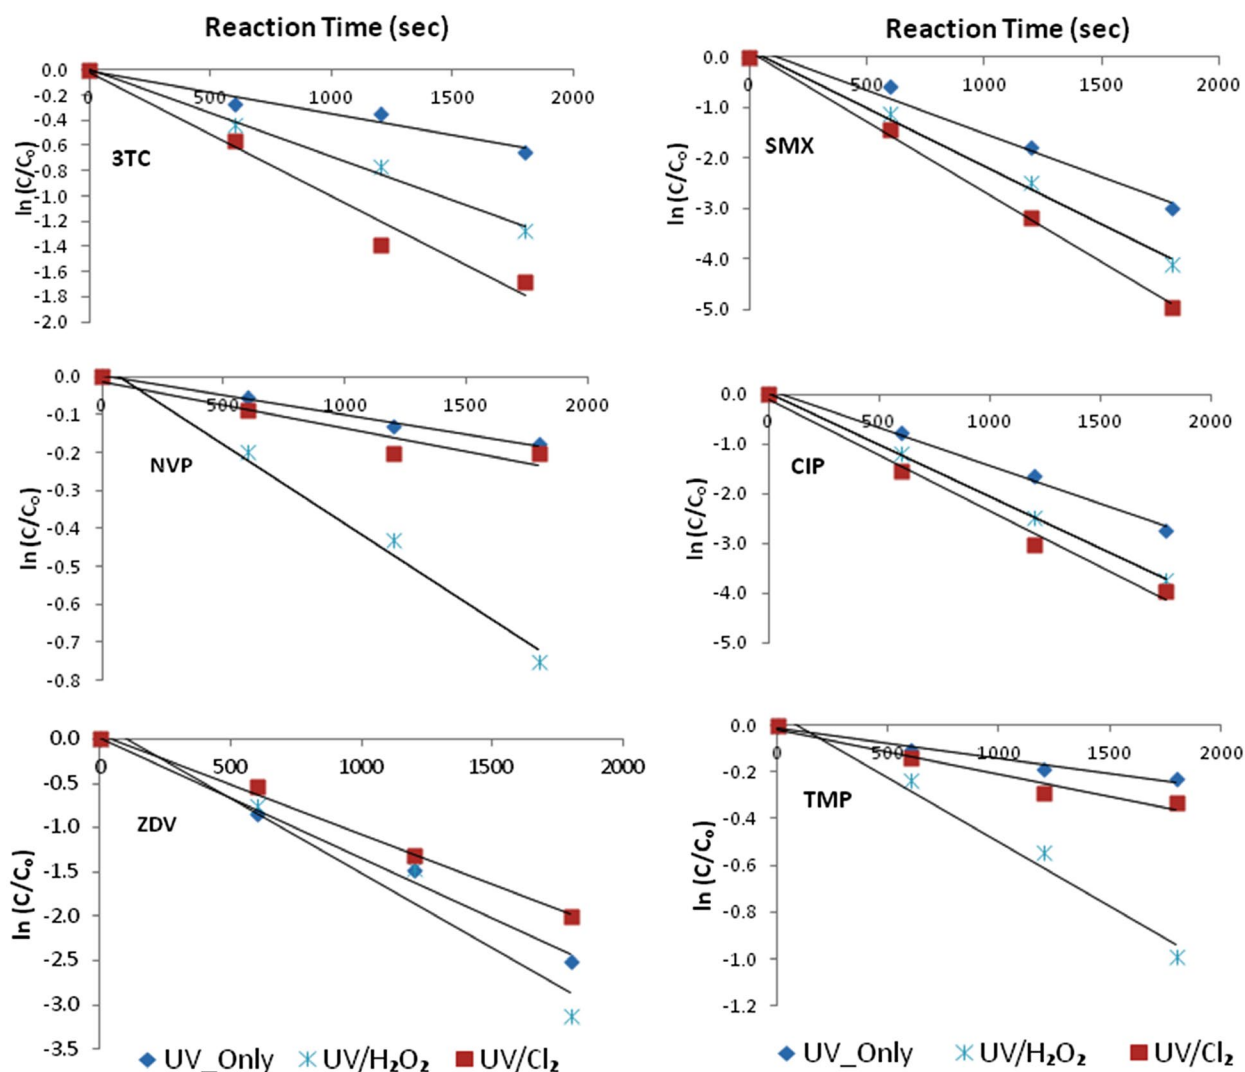 Reaction Time (sec)
0.0
-0.2
-0.4
-0.6
-0.8
-1.0
-1.2
-1.4
-1.6
-1.8
-2.0
0 500 1000 1500 2000
ln (C/C₀)
3TC
Reaction Time (sec)
0.0
-1.0
-2.0
-3.0
-4.0
-5.0
0 500 1000 1500 2000
ln (C/C₀)
SMX
0.0
-0.1
-0.2
-0.3
-0.4
-0.5
-0.6
-0.7
-0.8
0 500 1000 1500 2000
ln (C/C₀)
NVP
0.0
-1.0
-2.0
-3.0
-4.0
-5.0
0 500 1000 1500 2000
ln (C/C₀)
CIP
0.0
-0.5
-1.0
-1.5
-2.0
-2.5
-3.0
-3.5
0 500 1000 1500 2000
ln (C/C₀)
ZDV
UV_Only UV/H₂O₂ UV/Cl₂
0.0
-0.2
-0.4
-0.6
-0.8
-1.0
-1.2
0 500 1000 1500 2000
ln (C/C₀)
TMP
UV_Only UV/H₂O₂ UV/Cl₂